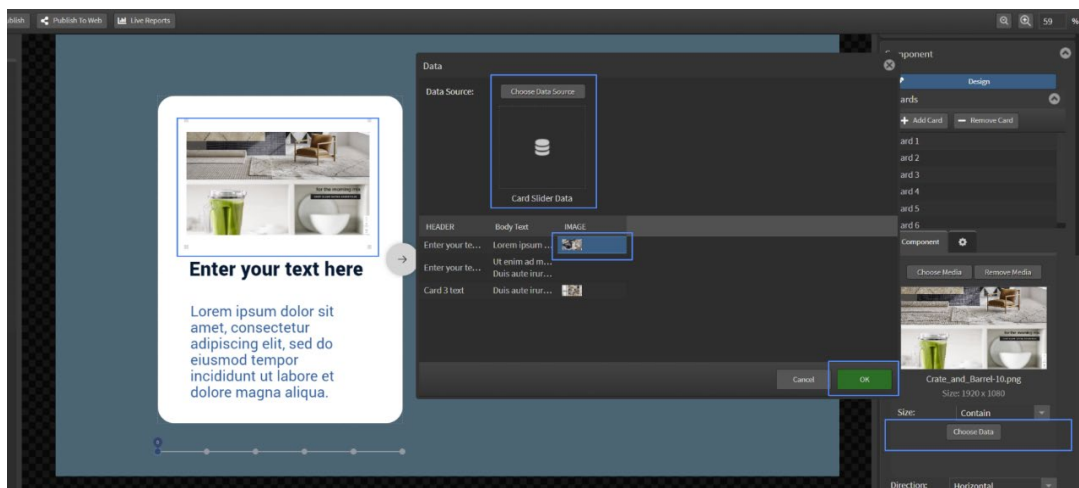 Publish To Web
Live Reports
59
%
Data
Data Source:
Choose Data Source
Card Slider Data
HEADER Body Text IMAGE
Enter your te... Lorem ipsum ...
Enter your te... Ut enim ad m...
Duis aute irur...
Card 3 text Duis aute irur...
Cancel OK
for the morning
Enter your text here
Lorem ipsum dolor sit
amet, consectetur
adipiscing elit, sed do
eiusmod tempor
incididunt ut labore et
dolore magna aliqua.
Design
Add Card
Remove Card
Component
Choose Media Remove Media
Crate_and_Barrel-10.png
Size: 1920 x 1080
Size: Contain
Choose Data
Direction: Horizontal